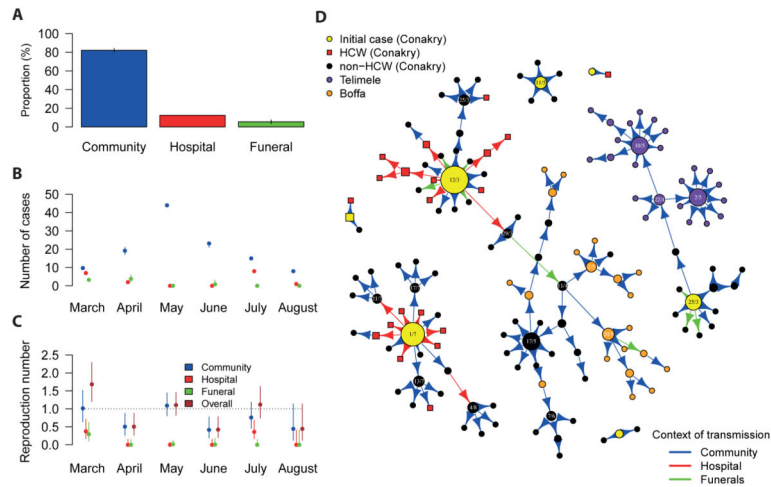 A
Proportion (%)
100
80
60
40
20
0
Community
Hospital
Funeral
B
Number of cases
50
40
30
20
10
0
March
April
May
June
July
August
C
Reproduction number
2.5
2.0
1.5
1.0
0.5
0.0
Community
Hospital
Funeral
Overall
March
April
May
June
July
August
D
Initial case (Conakry)
HCW (Conakry)
non-HCW (Conakry)
Telimele
Boffa
12/3
1/7
25/3
17/5
Context of transmission
Community
Hospital
Funerals